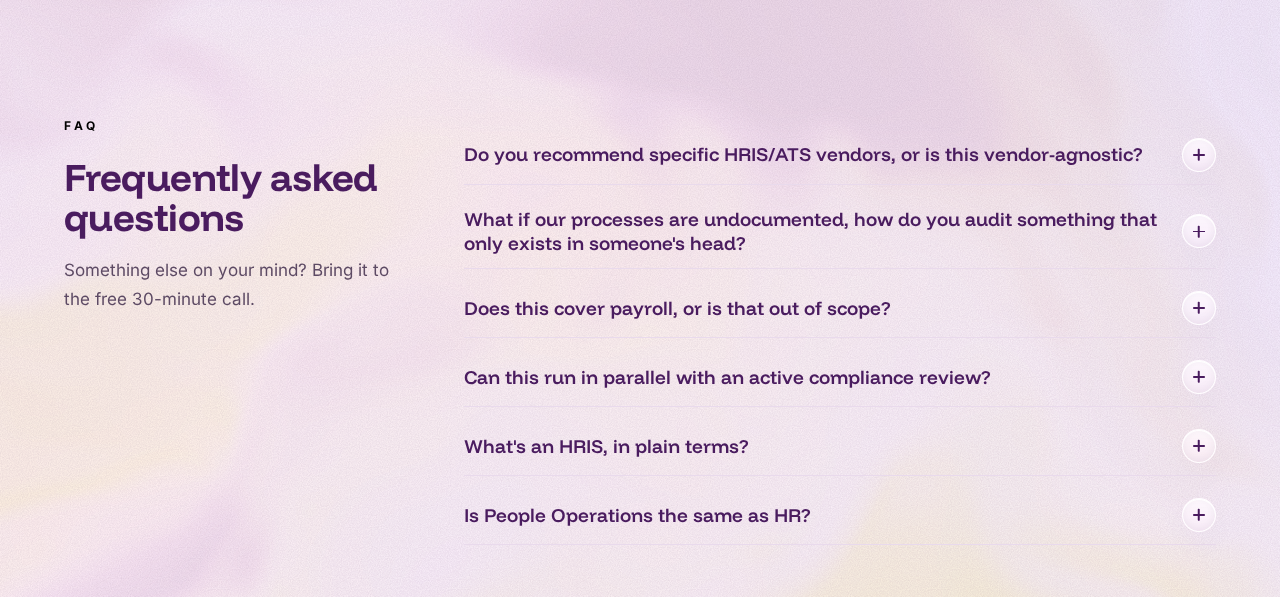 FAQ
Frequently asked
questions
Something else on your mind? Bring it to
the free 30-minute call.
Do you recommend specific HRIS/ATS vendors, or is this vendor-agnostic?
What if our processes are undocumented, how do you audit something that
only exists in someone's head?
Does this cover payroll, or is that out of scope?
Can this run in parallel with an active compliance review?
What's an HRIS, in plain terms?
Is People Operations the same as HR?